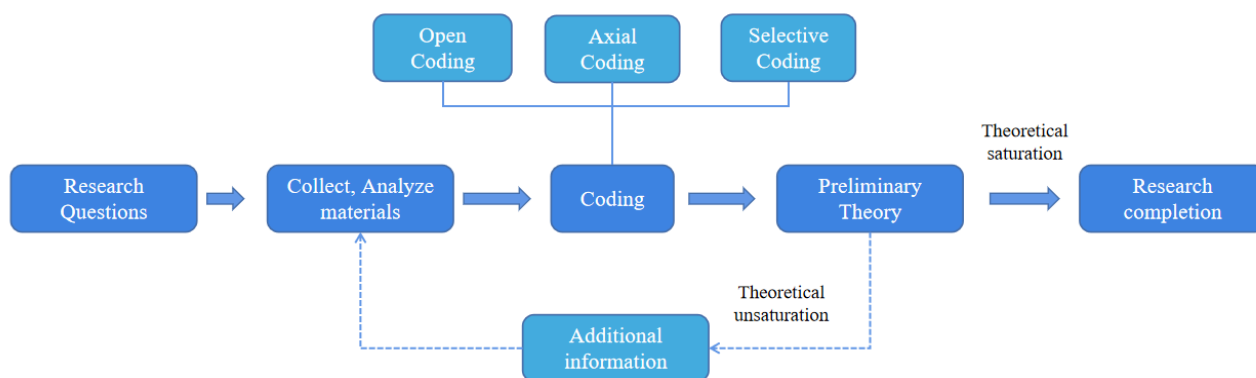 Open
Coding
Axial
Coding
Selective
Coding
Theoretical
saturation
Research
Questions
Collect, Analyze
materials
Coding
Preliminary
Theory
Research
completion
Theoretical
unsaturation
Additional
information